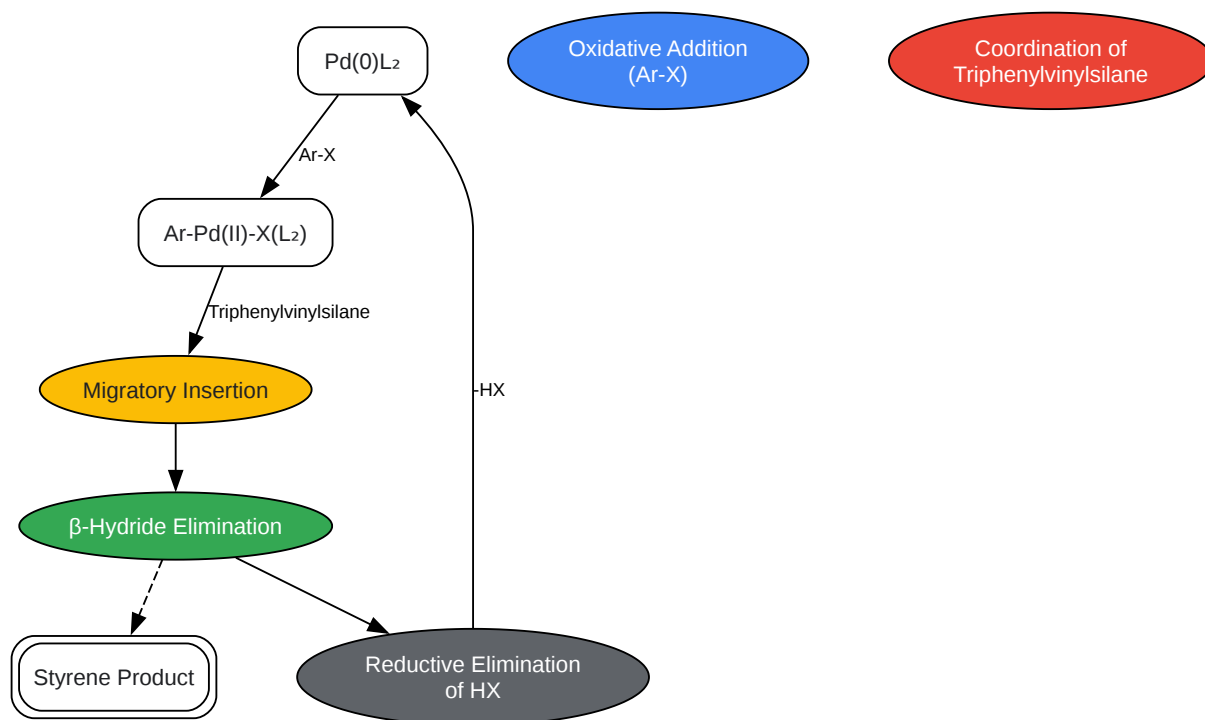 Pd(0)L₂
Oxidative Addition
(Ar-X)
Coordination of
Triphenylvinylsilane
Ar-X
Ar-Pd(II)-X(L₂)
Triphenylvinylsilane
Migratory Insertion
-HX
β-Hydride Elimination
Styrene Product
Reductive Elimination
of HX